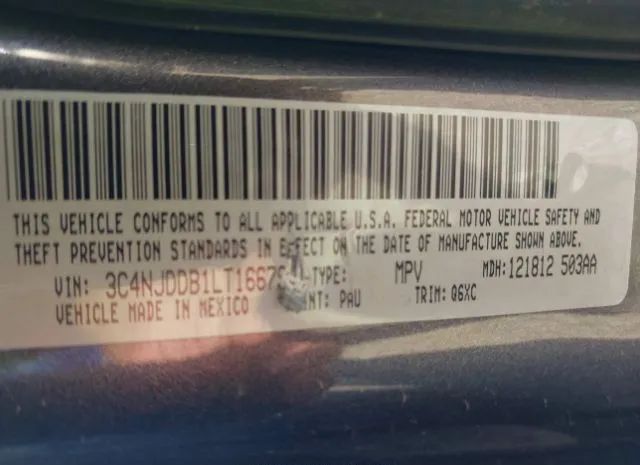 THIS VEHICLE CONFORMS TO ALL APPLICABLE U.S.A. FEDERAL MOTOR VEHICLE SAFETY AND
THEFT PREVENTION STANDARDS IN EFFECT ON THE DATE OF MANUFACTURE SHOWN ABOVE.
VIN: TYPE: MPV MDH: 121812 503AA
VEHICLE MADE IN MEXICO PAU TRIM: Q6XC